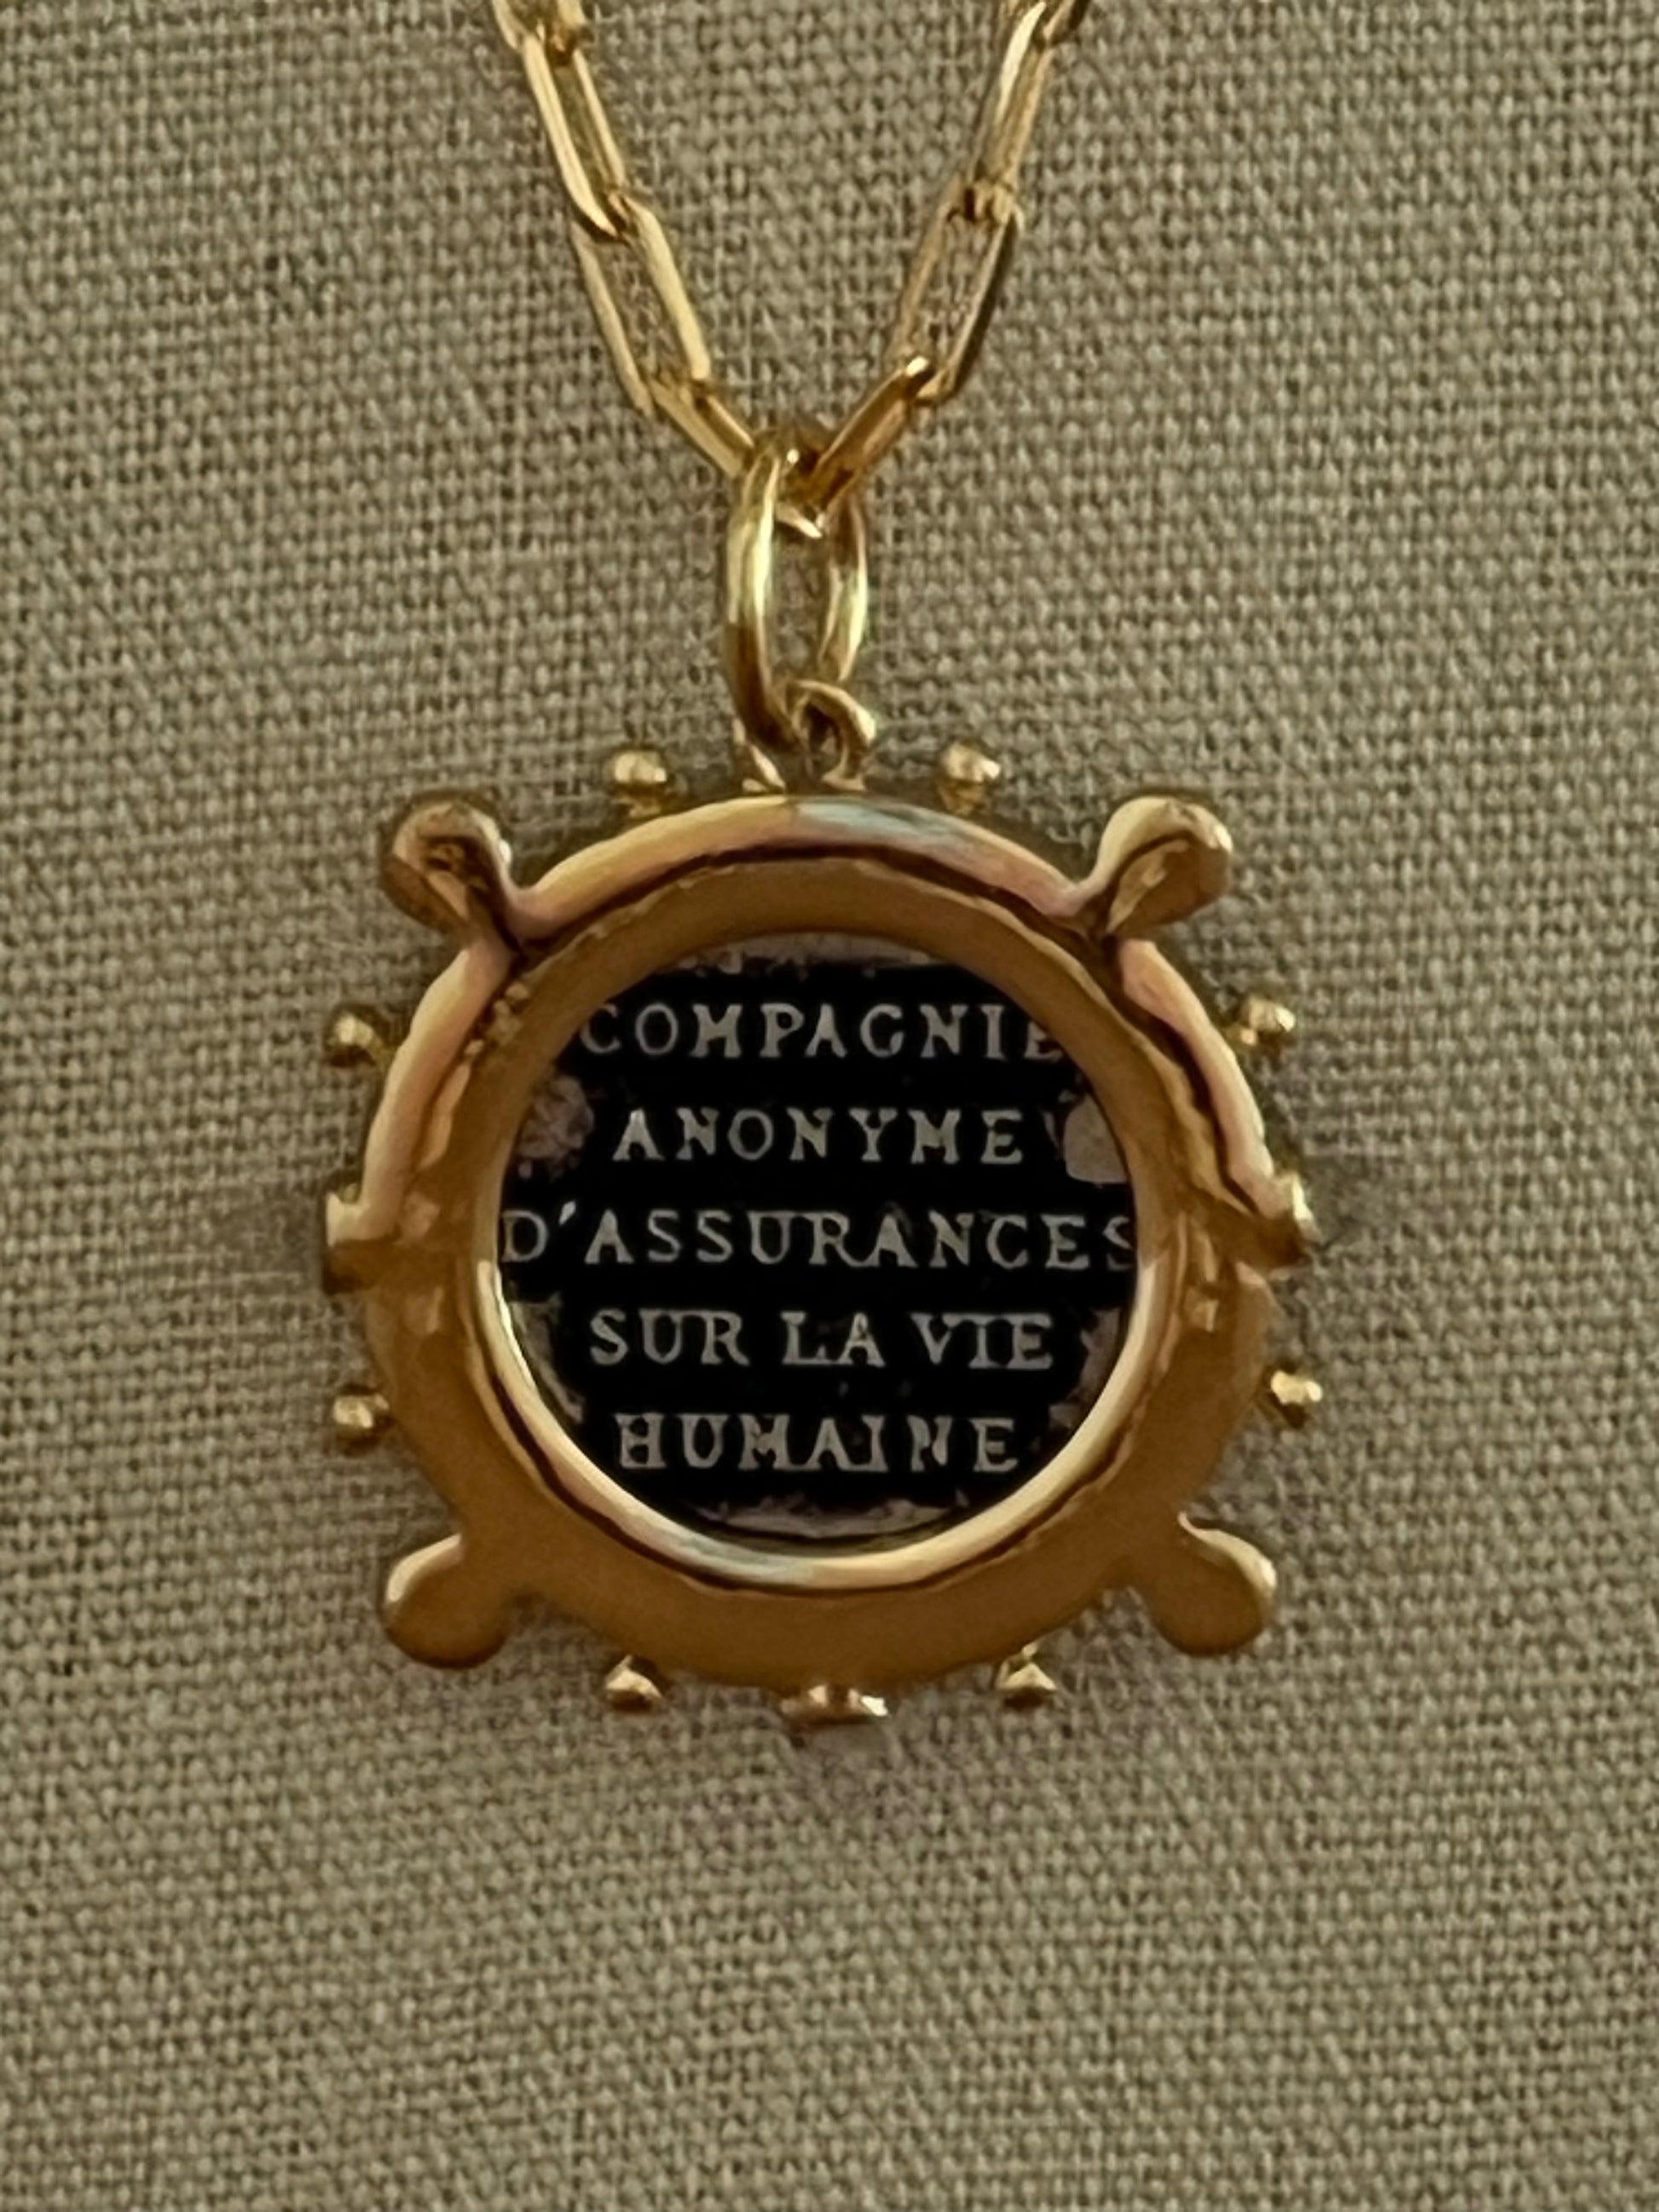 COMPAGNIE
ANONYME
D'ASSURANCES
SUR LA VIE
HUMAINE